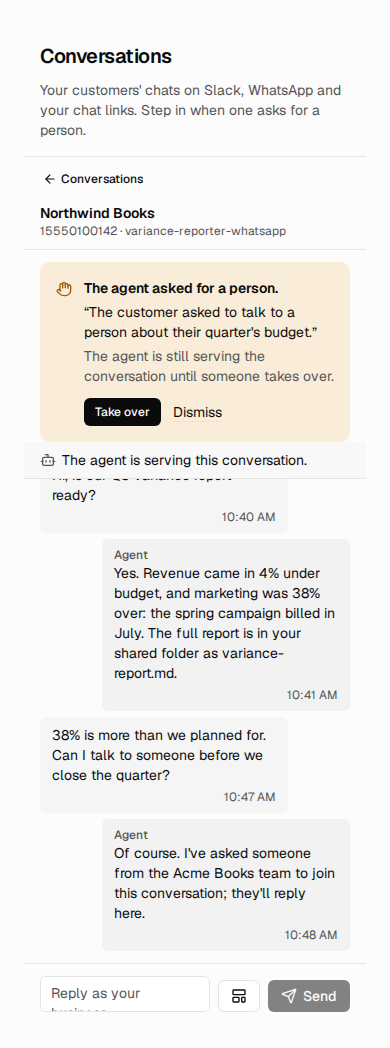 Conversations
Your customers' chats on Slack, WhatsApp and
your chat links. Step in when one asks for a
person.
Conversations
Northwind Books
15550100142 · variance-reporter-whatsapp
The agent asked for a person.
“The customer asked to talk to a
person about their quarter's budget.”
The agent is still serving the
conversation until someone takes over.
Take over
Dismiss
The agent is serving this conversation.
ready?
10:40 AM
Agent
Yes. Revenue came in 4% under
budget, and marketing was 38%
over: the spring campaign billed in
July. The full report is in your
shared folder as variance-
report.md.
10:41 AM
38% is more than we planned for.
Can I talk to someone before we
close the quarter?
10:47 AM
Agent
Of course. I've asked someone
from the Acme Books team to join
this conversation; they'll reply
here.
10:48 AM
Reply as your
Send